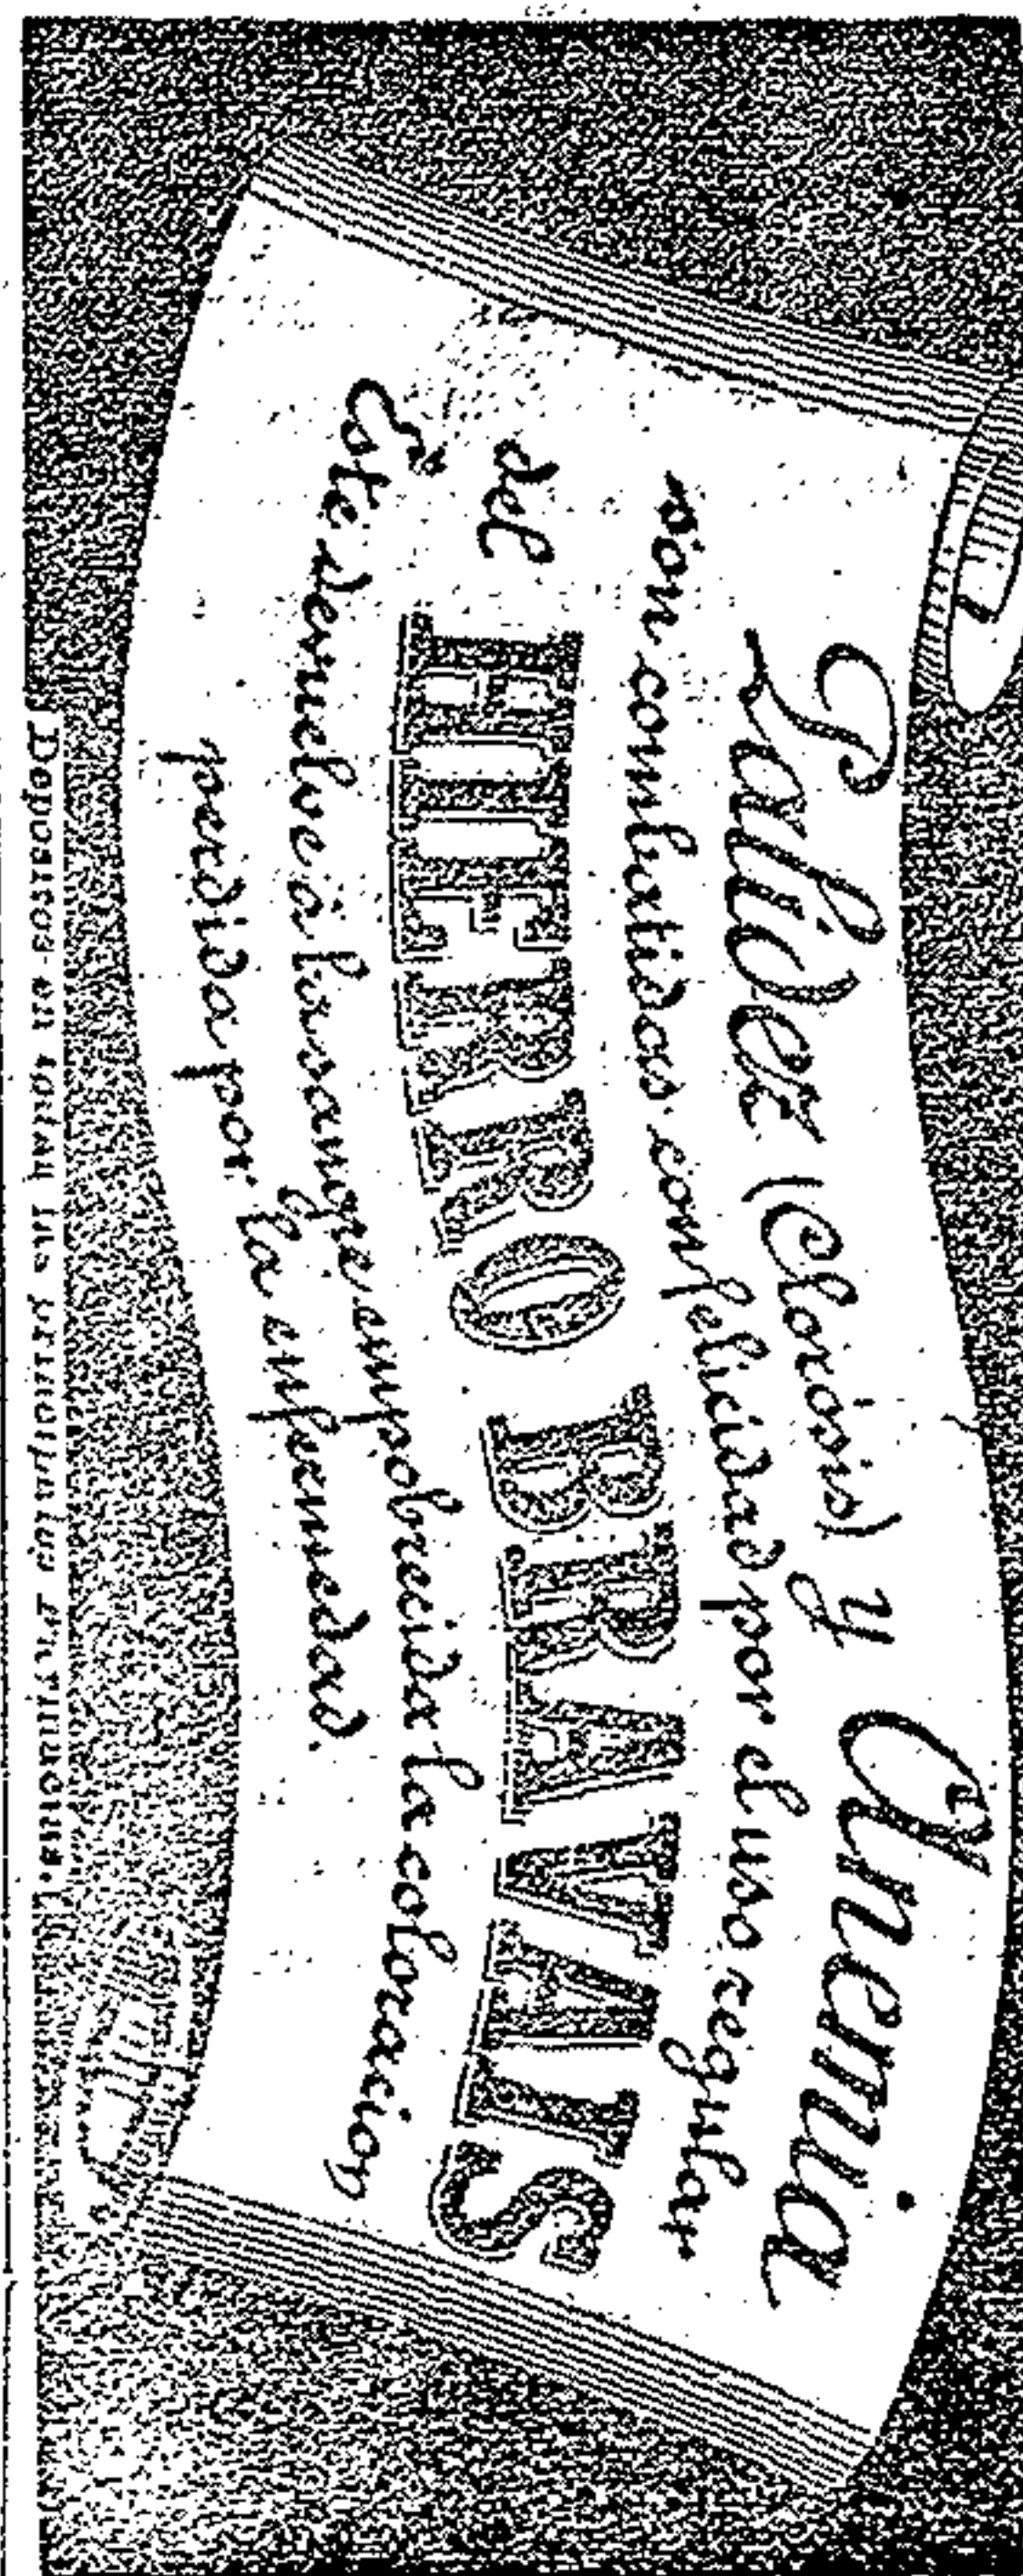 Palidez (Clorosis) y Anemia
son combatidas con felicidad por el uso regular
del HIERRO BRAVAIS
Este devuelve á la sangre empobrecida la coloracion
perdida por la enfermedad.
Depositos en todas las principales